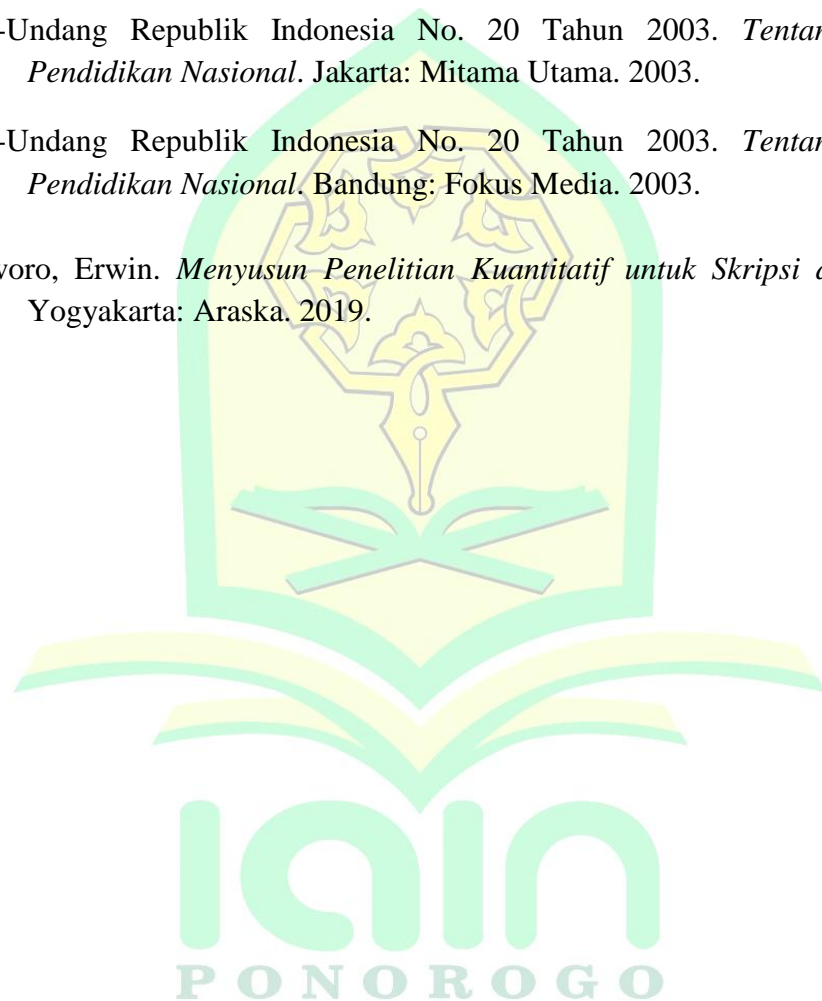 -Undang Republik Indonesia No. 20 Tahun 2003. Tentan
Pendidikan Nasional. Jakarta: Mitama Utama. 2003.
-Undang Republik Indonesia No. 20 Tahun 2003. Tentan
Pendidikan Nasional. Bandung: Fokus Media. 2003.
woro, Erwin. Menyusun Penelitian Kuantitatif untuk Skripsi d
Yogyakarta: Araska. 2019.
IAIN
PONOROGO